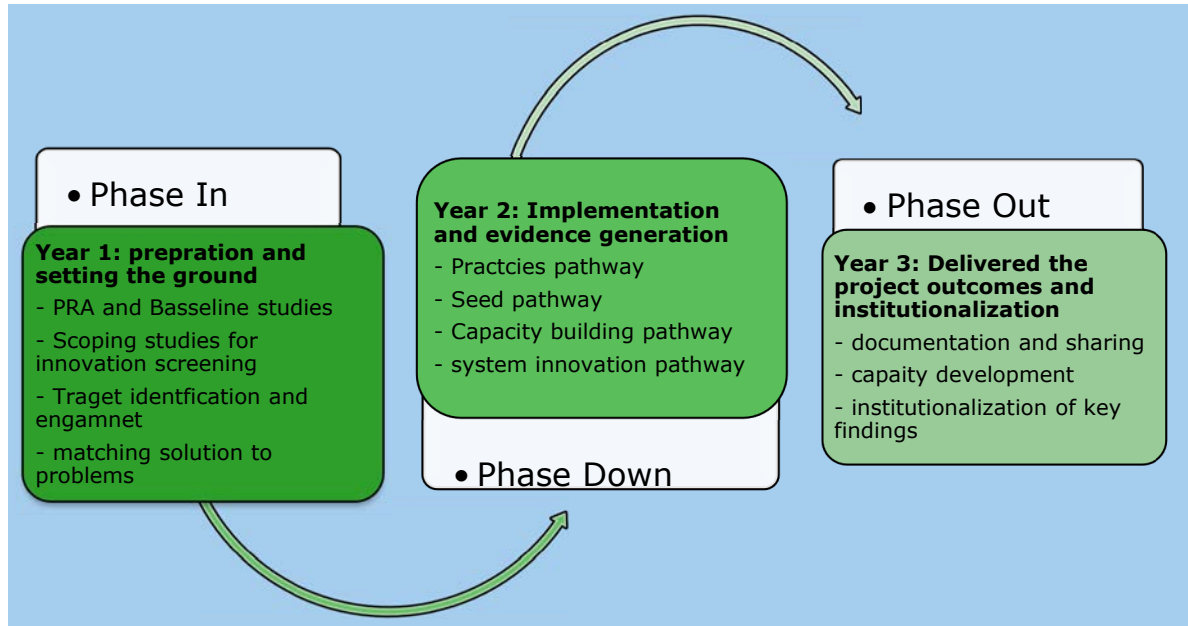 • Phase In
Year 1: prepration and
setting the ground
- PRA and Basseline studies
- Scoping studies for
innovation screening
- Traget identfication and
engamnet
- matching solution to
problems
Year 2: Implementation
and evidence generation
- Practcies pathway
- Seed pathway
- Capacity building pathway
- system innovation pathway
• Phase Down
• Phase Out
Year 3: Delivered the
project outcomes and
institutionalization
- documentation and sharing
- capaity development
- institutionalization of key
findings